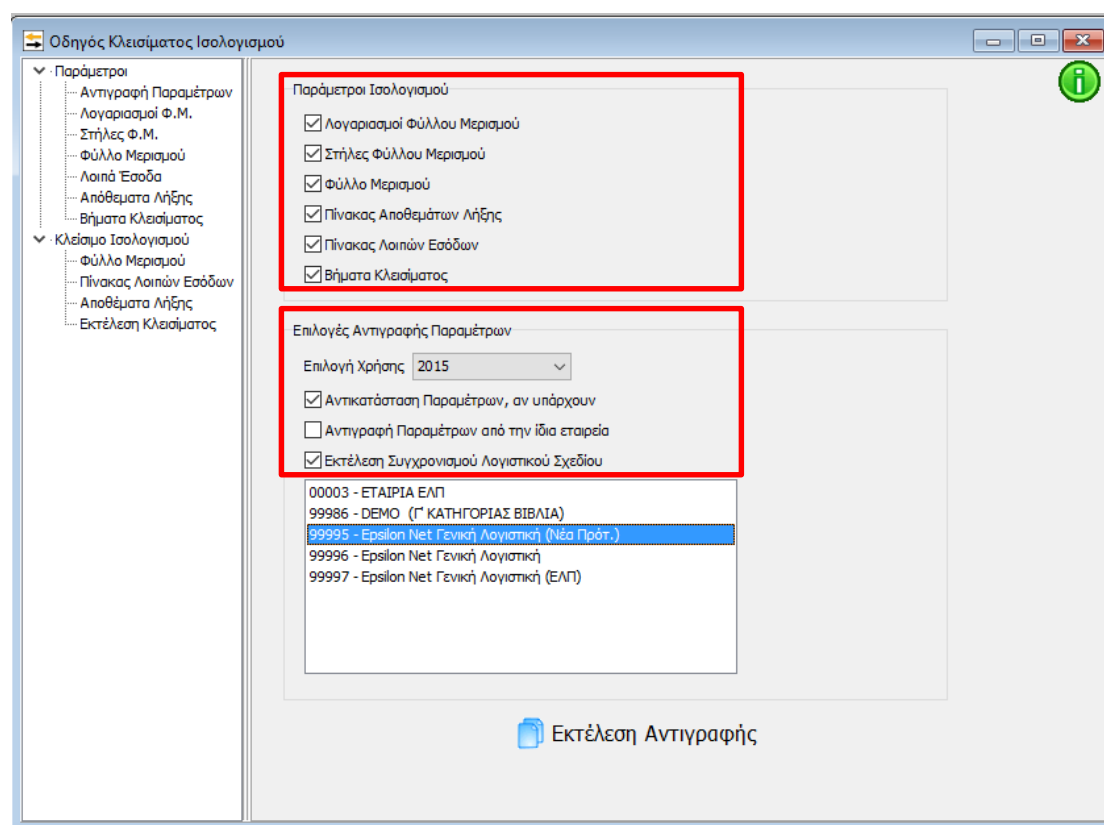 Οδηγός Κλεισίματος Ισολογισμού
Παράμετροι
Αντιγραφή Παραμέτρων
Λογαριασμοί Φ.Μ.
Στήλες Φ.Μ.
Φύλλο Μερισμού
Λοιπά Έσοδα
Απόθεματα Λήξης
Βήματα Κλεισίματος
Κλείσιμο Ισολογισμού
Φύλλο Μερισμού
Πίνακας Λοιπών Εσόδων
Αποθέματα Λήξης
Εκτέλεση Κλεισίματος
Παράμετροι Ισολογισμού
Λογαριασμοί Φύλλου Μερισμού
Στήλες Φύλλου Μερισμού
Φύλλο Μερισμού
Πίνακας Αποθεμάτων Λήξης
Πίνακας Λοιπών Εσόδων
Βήματα Κλεισίματος
Επιλογές Αντιγραφής Παραμέτρων
Επιλογή Χρήσης 2015
Αντικατάσταση Παραμέτρων, αν υπάρχουν
Αντιγραφή Παραμέτρων από την ίδια εταιρεία
Εκτέλεση Συγχρονισμού Λογιστικού Σχεδίου
00003 - ΕΤΑΙΡΙΑ ΕΛΠ
99986 - DEMO (Γ' ΚΑΤΗΓΟΡΙΑΣ ΒΙΒΛΙΑ)
99995 - Epsilon Net Γενική Λογιστική (Νέα Πρότ.)
99996 - Epsilon Net Γενική Λογιστική
99997 - Epsilon Net Γενική Λογιστική (ΕΛΠ)
Εκτέλεση Αντιγραφής